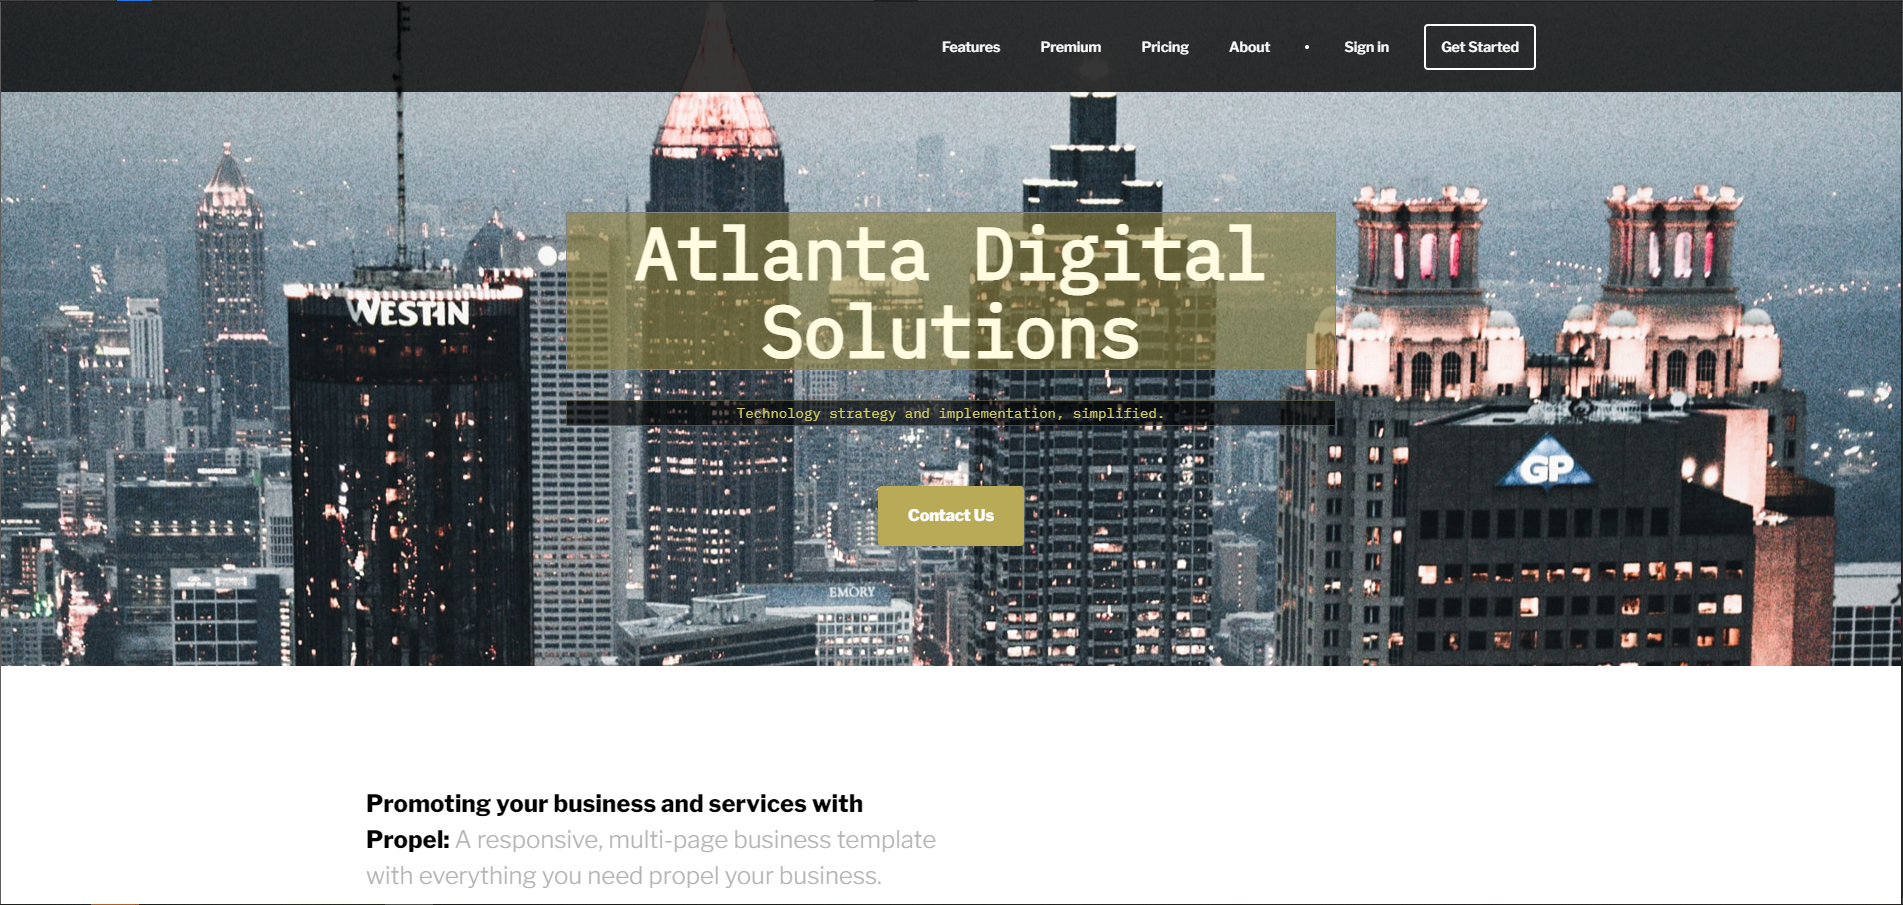 Features Premium Pricing About • Sign in Get Started
Atlanta Digital
Solutions
WESTIN
Technology strategy and implementation, simplified.
GP
RENAISSANCE
Contact Us
EMORY
Promoting your business and services with
Propel: A responsive, multi-page business template
with everything you need propel your business.